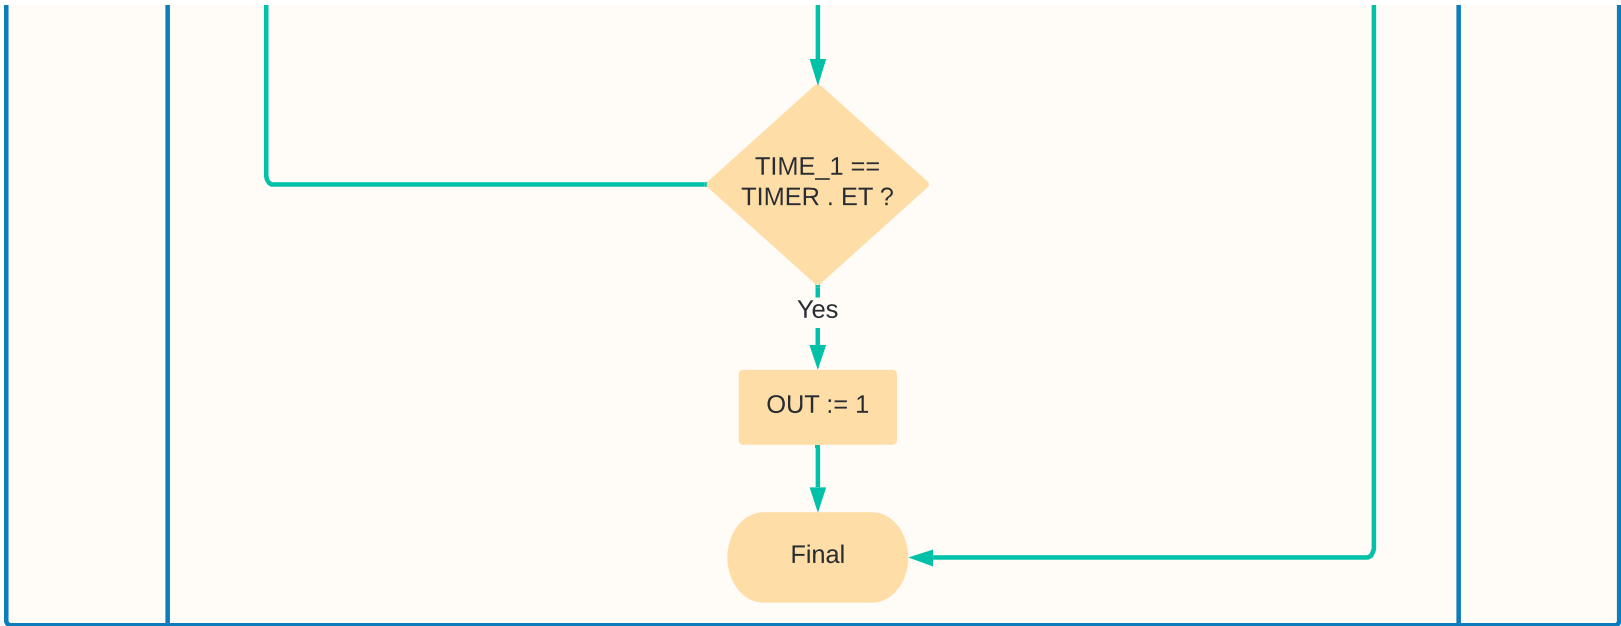 TIME_1 ==
TIMER . ET ?
Yes
OUT := 1
Final